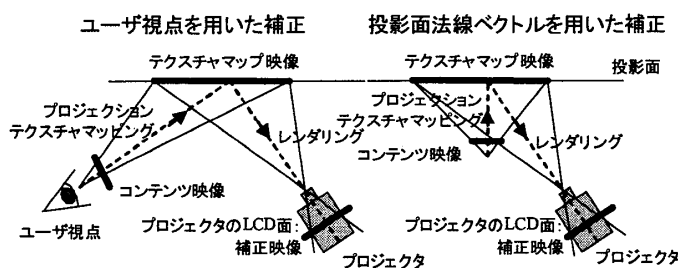 ユーザ視点を用いた補正
テクスチャマップ映像
プロジェクション
テクスチャマッピング
レンダリング
コンテンツ映像
ユーザ視点
プロジェクタのLCD面:
補正映像
プロジェクタ
投影面法線ベクトルを用いた補正
テクスチャマップ映像
投影面
プロジェクション
テクスチャマッピング
レンダリング
コンテンツ映像
プロジェクタのLCD面:
補正映像
プロジェクタ